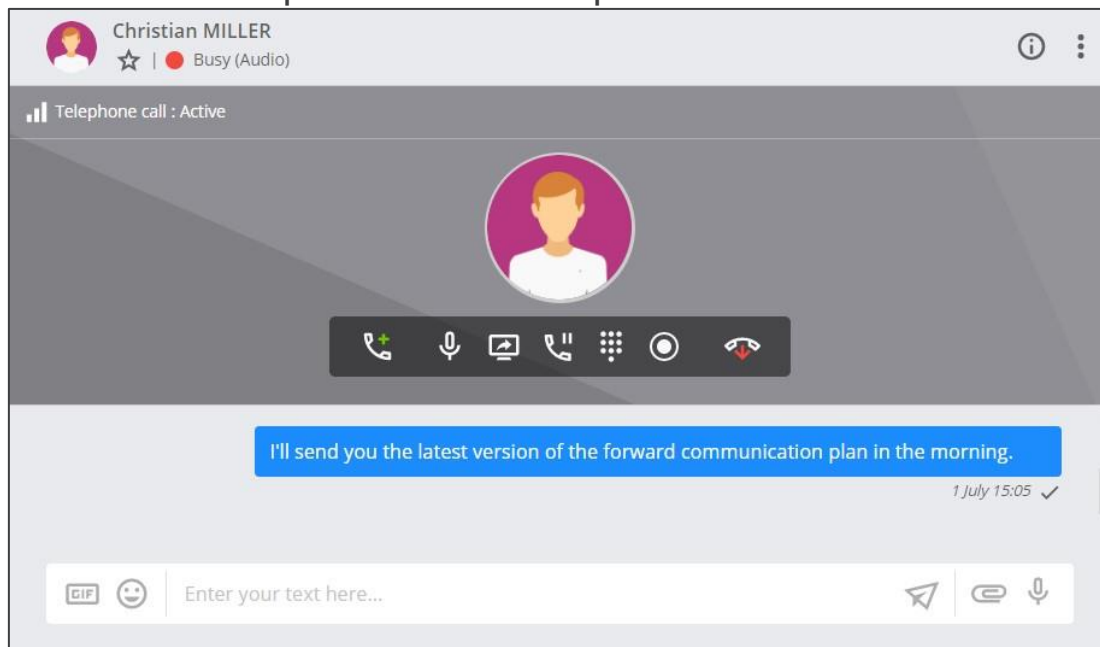 Christian MILLER
| Busy (Audio)
Telephone call : Active
I'll send you the latest version of the forward communication plan in the morning.
1 July 15:05
GIF
Enter your text here...